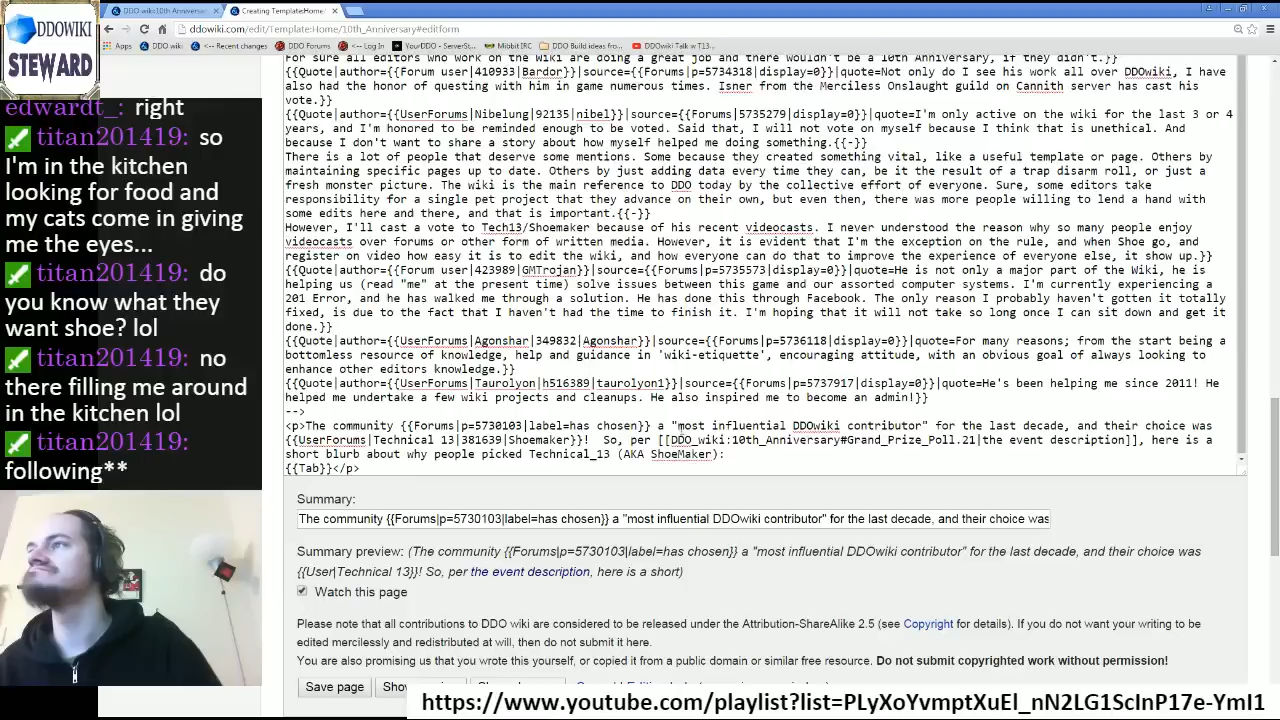 DDOWIKI
STEWARD
DDO wiki:10th Anniversar
Creating Template:Home/
ddowiki.com/edit/Template:Home/10th_Anniversary#editform
Apps
DDO wiki
<-- Recent changes
DDO Forums
<-- Log In
YourDDO - ServerSt...
Mibbit IRC
DDO Build ideas fro...
DDOwiki Talk w T13...
edwardt_: right
titan201419: so
I'm in the kitchen
looking for food and
my cats come in giving
me the eyes...
titan201419: do
you know what they
want shoe? lol
titan201419: no
there filling me around
in the kitchen lol
titan201419:
following**
For sure all editors who work on the wiki are doing a great job and there wouldn't be a 10th Anniversary, if they didn't.}}
{{Quote|author={{Forum user|410933|Bardor}}|source={{Forums|p=5734318|display=0}}|quote=Not only do I see his work all over DDOwiki, I have
also had the honor of questing with him in game numerous times. Isner from the Merciless Onslaught guild on Cannith server has cast his
vote.}}
{{Quote|author={{UserForums|Nibelung|92135|nibel}}|source={{Forums|5735279|display=0}}|quote=I'm only active on the wiki for the last 3 or 4
years, and I'm honored to be reminded enough to be voted. Said that, I will not vote on myself because I think that is unethical. And
because I don't want to share a story about how myself helped me doing something.{{-}}
There is a lot of people that deserve some mentions. Some because they created something vital, like a useful template or page. Others by
maintaining specific pages up to date. Others by just adding data every time they can, be it the result of a trap disarm roll, or just a
fresh monster picture. The wiki is the main reference to DDO today by the collective effort of everyone. Sure, some editors take
responsibility for a single pet project that they advance on their own, but even then, there was more people willing to lend a hand with
some edits here and there, and that is important.{{-}}
However, I'll cast a vote to Tech13/Shoemaker because of his recent videocasts. I never understood the reason why so many people enjoy
videocasts over forums or other form of written media. However, it is evident that I'm the exception on the rule, and when Shoe go, and
register on video how easy it is to edit the wiki, and how everyone can do that to improve the experience of everyone else, it show up.}}
{{Quote|author={{Forum user|423989|GMTrojan}}|source={{Forums|p=5735573|display=0}}|quote=He is not only a major part of the Wiki, he is
helping us (read "me" at the present time) solve issues between this game and our assorted computer systems. I'm currently experiencing a
201 Error, and he has walked me through a solution. He has done this through Facebook. The only reason I probably haven't gotten it totally
fixed, is due to the fact that I haven't had the time to finish it. I'm hoping that it will not take so long once I can sit down and get it
done.}}
{{Quote|author={{UserForums|Agonshar|349832|Agonshar}}|source={{Forums|p=5736118|display=0}}|quote=For many reasons; from the start being a
bottomless resource of knowledge, help and guidance in 'wiki-etiquette', encouraging attitude, with an obvious goal of always looking to
enhance other editors knowledge.}}
{{Quote|author={{UserForums|Taurolyon|h516389|taurolyon1}}|source={{Forums|p=5737917|display=0}}|quote=He's been helping me since 2011! He
helped me undertake a few wiki projects and cleanups. He also inspired me to become an admin!}}
-->
<p>The community {{Forums|p=5730103|label=has chosen}} a "most influential DDOwiki contributor" for the last decade, and their choice was
{{UserForums|Technical 13|381639|Shoemaker}}! So, per [[DDO_wiki:10th_Anniversary#Grand_Prize_Poll.21|the event description]], here is a
short blurb about why people picked Technical_13 (AKA ShoeMaker):
{{Tab}}</p>
Summary:
The community {{Forums|p=5730103|label=has chosen}} a "most influential DDOwiki contributor" for the last decade, and their choice was
Summary preview: (The community {{Forums|p=5730103|label=has chosen}} a "most influential DDOwiki contributor" for the last decade, and their choice was
{{User|Technical 13}}! So, per the event description, here is a short)
Watch this page
Please note that all contributions to DDO wiki are considered to be released under the Attribution-ShareAlike 2.5 (see Copyright for details). If you do not want your writing to
be edited mercilessly and redistributed at will, then do not submit it here.
You are also promising us that you wrote this yourself, or copied it from a public domain or similar free resource. Do not submit copyrighted work without permission!
Save page
https://www.youtube.com/playlist?list=PLyXoYvmptXuEl_nN2LG1ScInP17e-YmI1